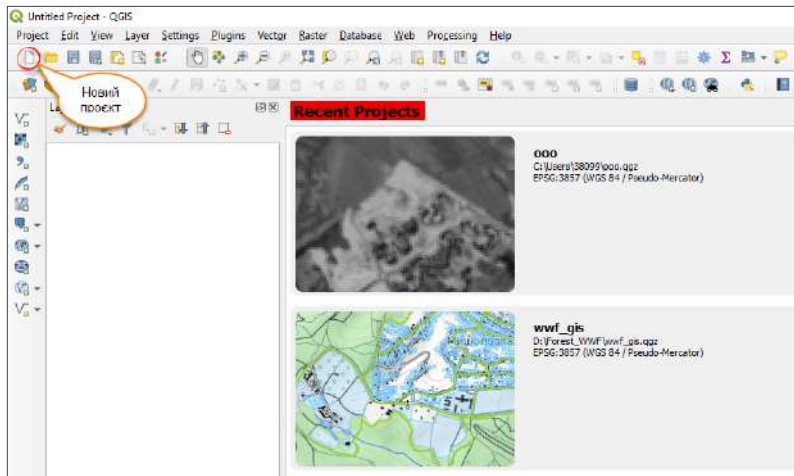 Untitled Project - QGIS
Project Edit View Layer Settings Plugins Vector Raster Database Web Processing Help
Новий
проєкт
Recent Projects
ooo
C:\Users\38099\ooo.qgz
EPSG:3857 (WGS 84 / Pseudo-Mercator)
wwf_gis
D:\Forest_WWF\wwf_gis.qgz
EPSG:3857 (WGS 84 / Pseudo-Mercator)